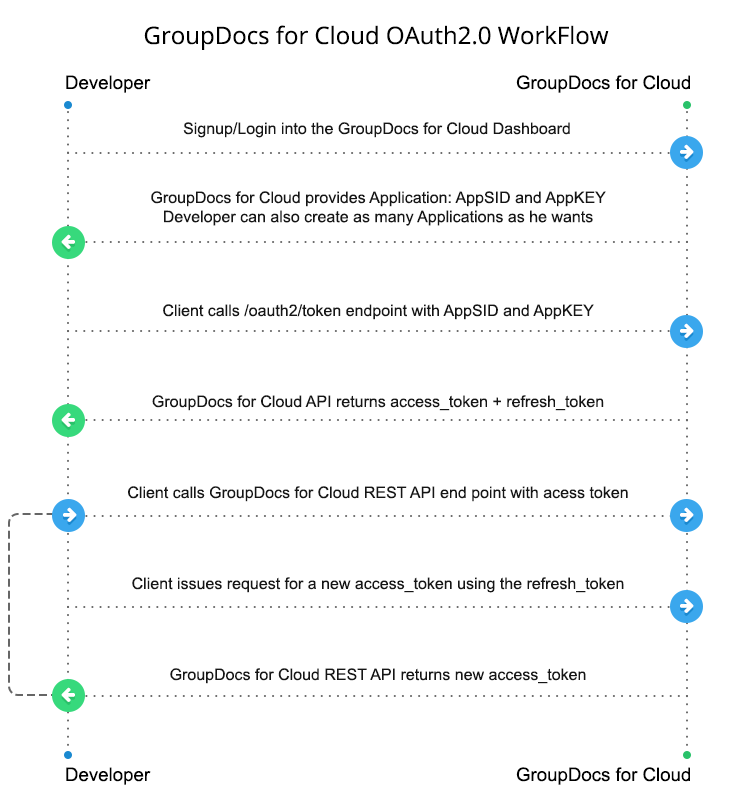 GroupDocs for Cloud OAuth2.0 WorkFlow
Developer
GroupDocs for Cloud
Signup/Login into the GroupDocs for Cloud Dashboard
GroupDocs for Cloud provides Application: AppSID and AppKEY
Developer can also create as many Applications as he wants
Client calls /oauth2/token endpoint with AppSID and AppKEY
GroupDocs for Cloud API returns access_token + refresh_token
Client calls GroupDocs for Cloud REST API end point with acess token
Client issues request for a new access_token using the refresh_token
GroupDocs for Cloud REST API returns new access_token
Developer
GroupDocs for Cloud